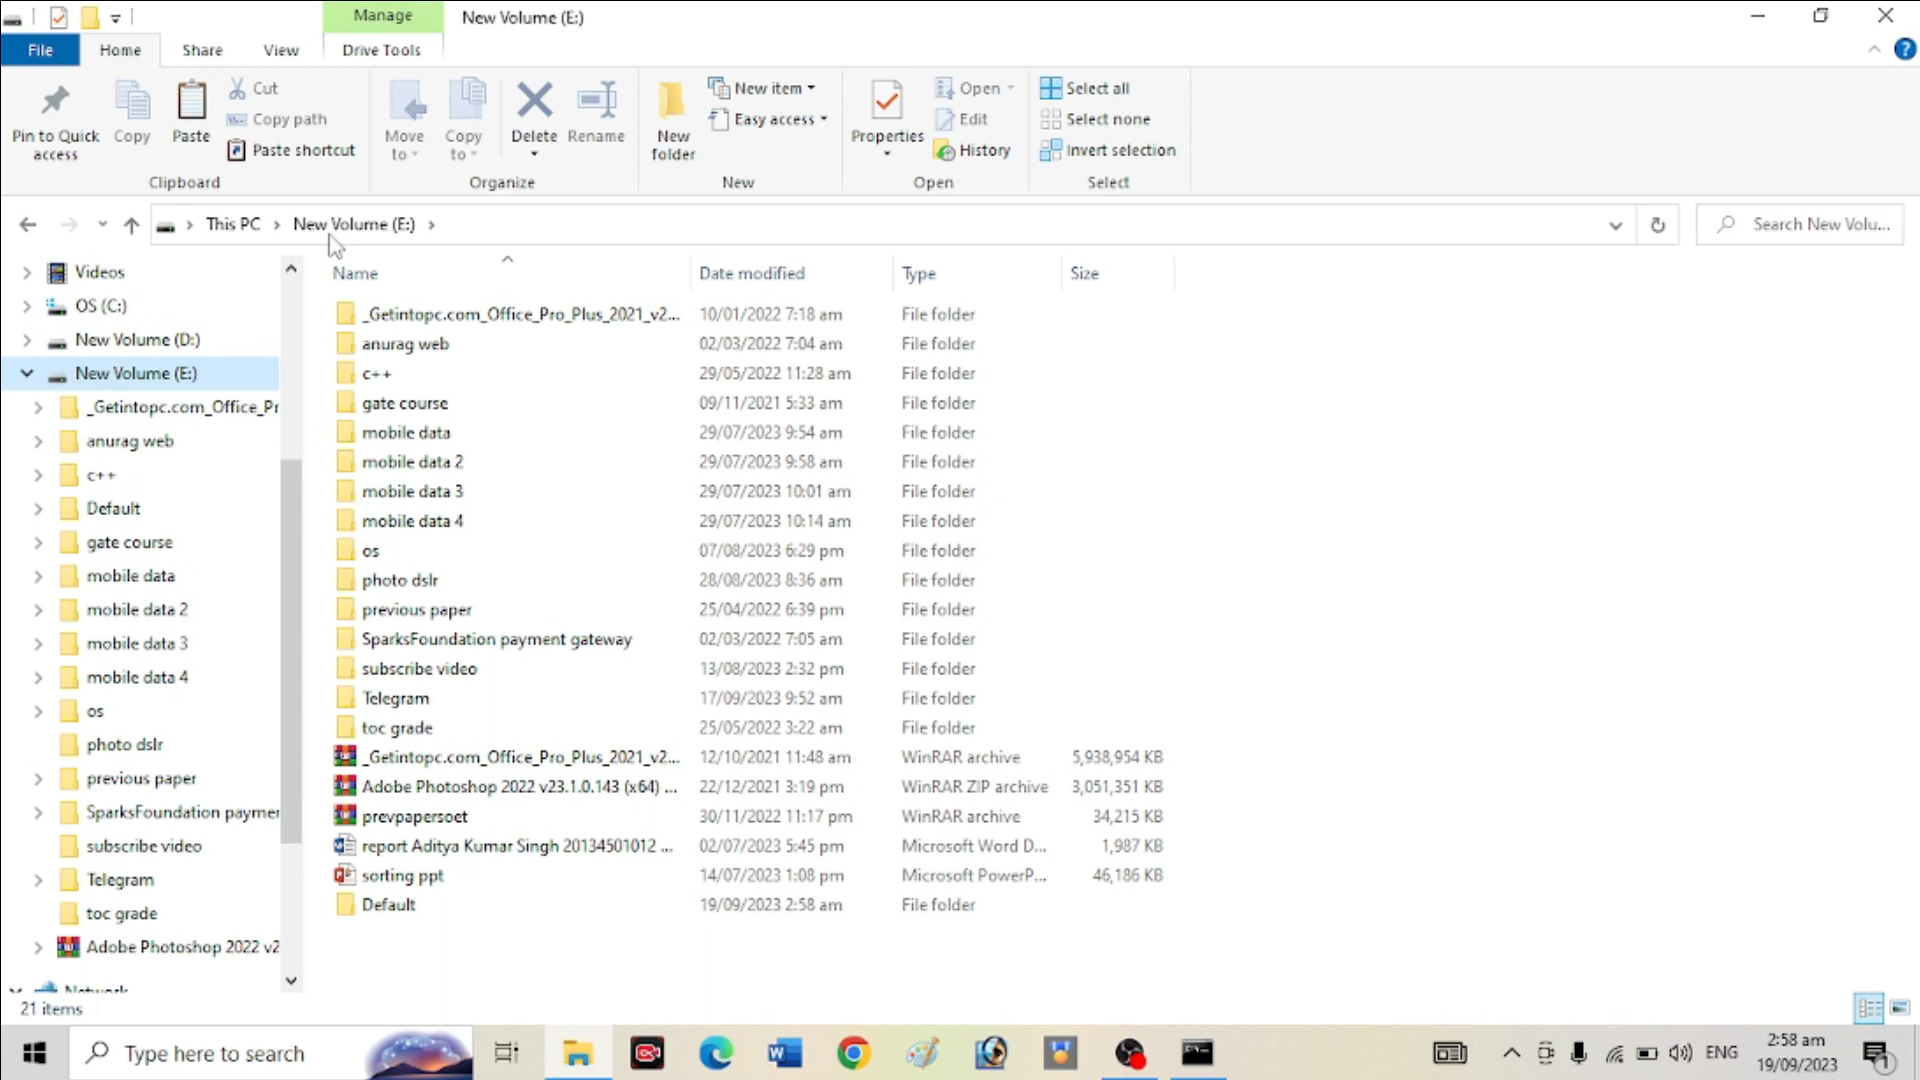 Manage
New Volume (E:)
File
Home
Share
View
Drive Tools
Pin to Quick access
Copy
Paste
Cut
Copy path
Paste shortcut
Clipboard
Move to
Copy to
Delete
Rename
Organize
New folder
New item
Easy access
New
Properties
Open
Edit
History
Open
Select all
Select none
Invert selection
Select
This PC > New Volume (E:) >
Search New Volu...
Videos
OS (C:)
New Volume (D:)
New Volume (E:)
_Getintopc.com_Office_Pr
anurag web
c++
Default
gate course
mobile data
mobile data 2
mobile data 3
mobile data 4
os
photo dslr
previous paper
SparksFoundation paymer
subscribe video
Telegram
toc grade
Adobe Photoshop 2022 v2
Network
Name Date modified Type Size
_Getintopc.com_Office_Pro_Plus_2021_v2... 10/01/2022 7:18 am File folder
anurag web 02/03/2022 7:04 am File folder
c++ 29/05/2022 11:28 am File folder
gate course 09/11/2021 5:33 am File folder
mobile data 29/07/2023 9:54 am File folder
mobile data 2 29/07/2023 9:58 am File folder
mobile data 3 29/07/2023 10:01 am File folder
mobile data 4 29/07/2023 10:14 am File folder
os 07/08/2023 6:29 pm File folder
photo dslr 28/08/2023 8:36 am File folder
previous paper 25/04/2022 6:39 pm File folder
SparksFoundation payment gateway 02/03/2022 7:05 am File folder
subscribe video 13/08/2023 2:32 pm File folder
Telegram 17/09/2023 9:52 am File folder
toc grade 25/05/2022 3:22 am File folder
_Getintopc.com_Office_Pro_Plus_2021_v2... 12/10/2021 11:48 am WinRAR archive 5,938,954 KB
Adobe Photoshop 2022 v23.1.0.143 (x64) ... 22/12/2021 3:19 pm WinRAR ZIP archive 3,051,351 KB
prevpapersoet 30/11/2022 11:17 pm WinRAR archive 34,215 KB
report Aditya Kumar Singh 20134501012 ... 02/07/2023 5:45 pm Microsoft Word D... 1,987 KB
sorting ppt 14/07/2023 1:08 pm Microsoft PowerP... 46,186 KB
Default 19/09/2023 2:58 am File folder
21 items
Type here to search
ENG
2:58 am
19/09/2023
1